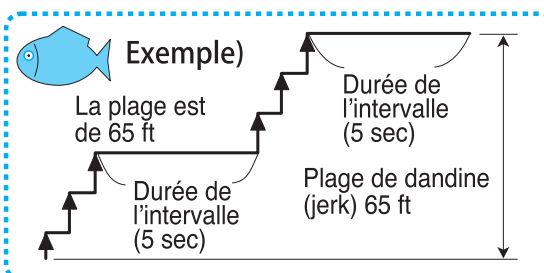 Exemple)
La plage est
de 65 ft
Durée de
l'intervalle
(5 sec)
Durée de
l'intervalle
(5 sec)
Plage de dandine
(jerk) 65 ft